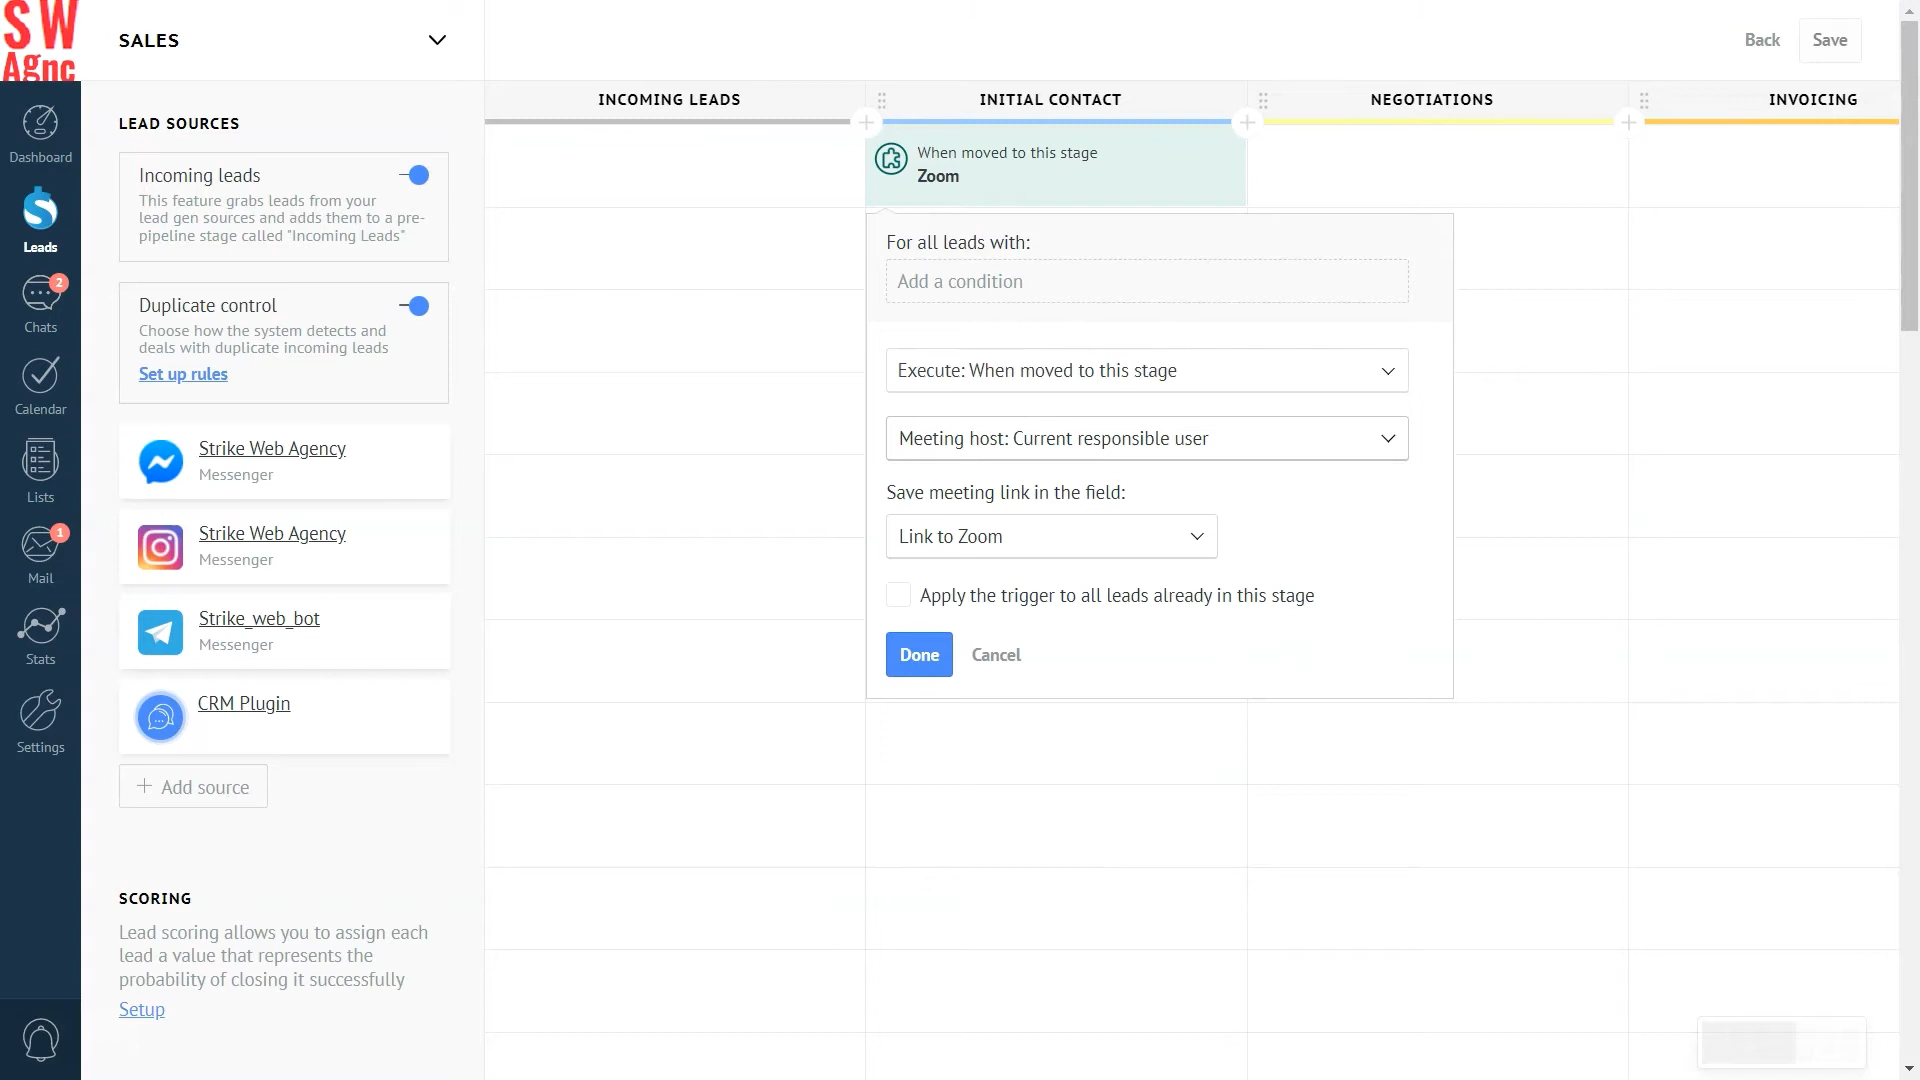 SW
Agnc
SALES
Back
Save
Dashboard
Leads
2
Chats
Calendar
Lists
1
Mail
Stats
Settings
LEAD SOURCES
Incoming leads
This feature grabs leads from your
lead gen sources and adds them to a pre-
pipeline stage called "Incoming Leads"
Duplicate control
Choose how the system detects and
deals with duplicate incoming leads
Set up rules
Strike Web Agency
Messenger
Strike Web Agency
Messenger
Strike_web_bot
Messenger
CRM Plugin
+ Add source
SCORING
Lead scoring allows you to assign each
lead a value that represents the
probability of closing it successfully
Setup
INCOMING LEADS
INITIAL CONTACT
NEGOTIATIONS
INVOICING
When moved to this stage
Zoom
For all leads with:
Add a condition
Execute: When moved to this stage
Meeting host: Current responsible user
Save meeting link in the field:
Link to Zoom
Apply the trigger to all leads already in this stage
Done
Cancel